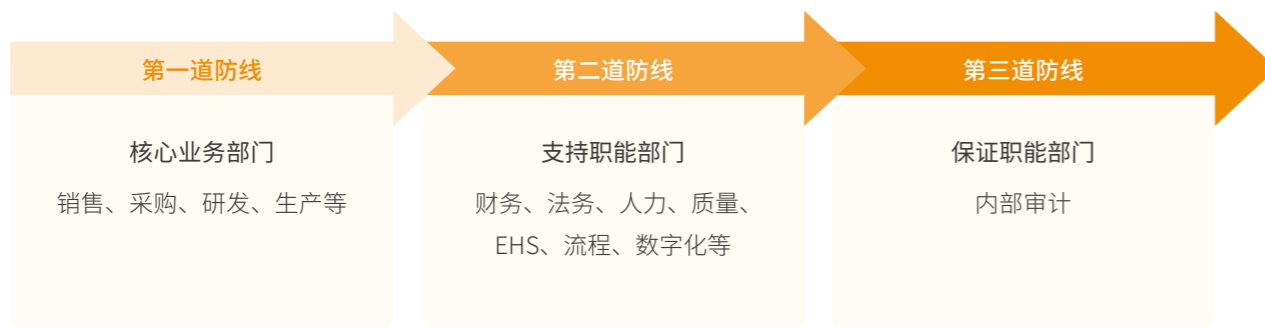 第一道防线
第二道防线
第三道防线
核心业务部门
销售、采购、研发、生产等
支持职能部门
财务、法务、人力、质量、
EHS、流程、数字化等
保证职能部门
内部审计